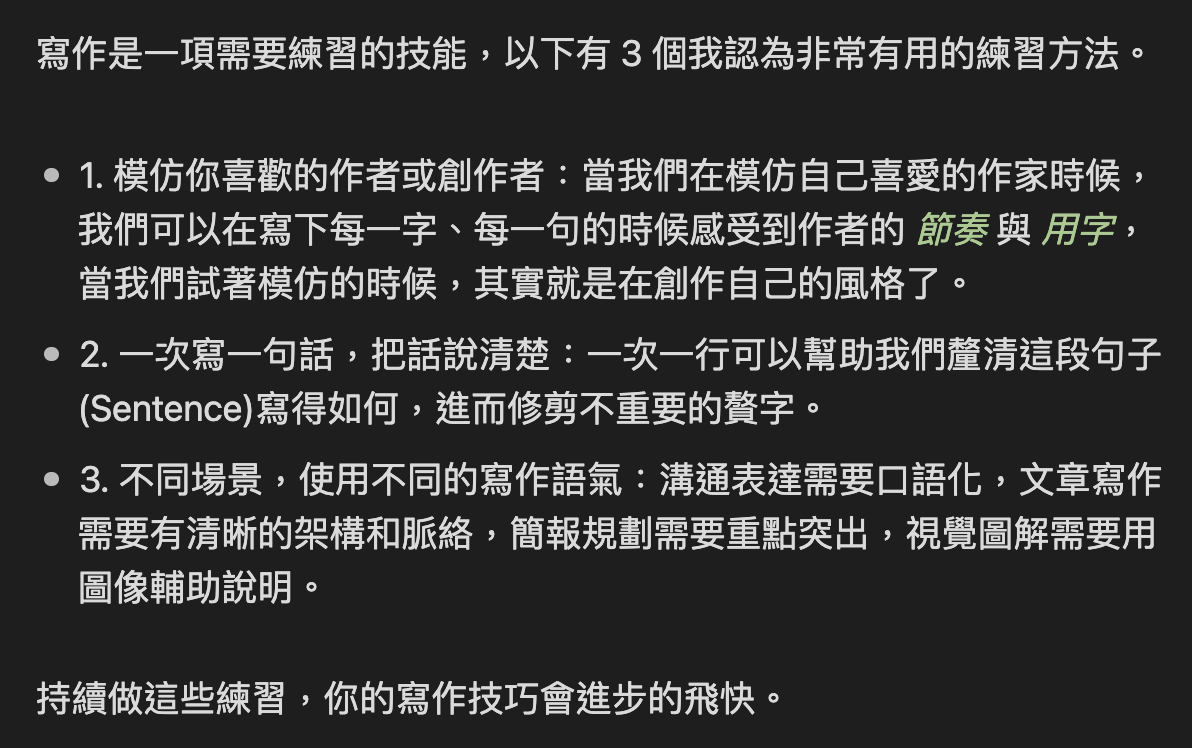 寫作是一項需要練習的技能，以下有 3 個我認為非常有用的練習方法。
• 1. 模仿你喜歡的作者或創作者：當我們在模仿自己喜愛的作家時候，
我們可以在寫下每一字、每一句的時候感受到作者的 節奏 與 用字，
當我們試著模仿的時候，其實就是在創作自己的風格了。
• 2. 一次寫一句話，把話說清楚：一次一行可以幫助我們釐清這段句子
(Sentence)寫得如何，進而修剪不重要的贅字。
• 3. 不同場景，使用不同的寫作語氣：溝通表達需要口語化，文章寫作
需要有清晰的架構和脈絡，簡報規劃需要重點突出，視覺圖解需要用
圖像輔助說明。
持續做這些練習，你的寫作技巧會進步的飛快。